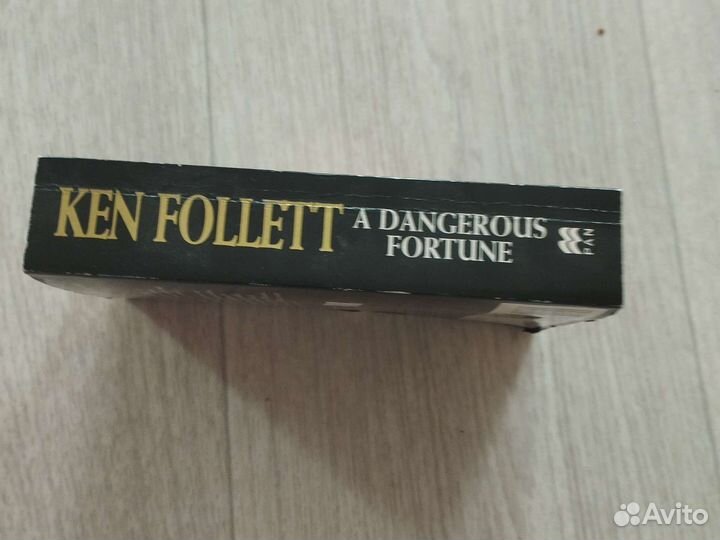 KEN FOLLETT
A DANGEROUS
FORTUNE
PAN
Avito